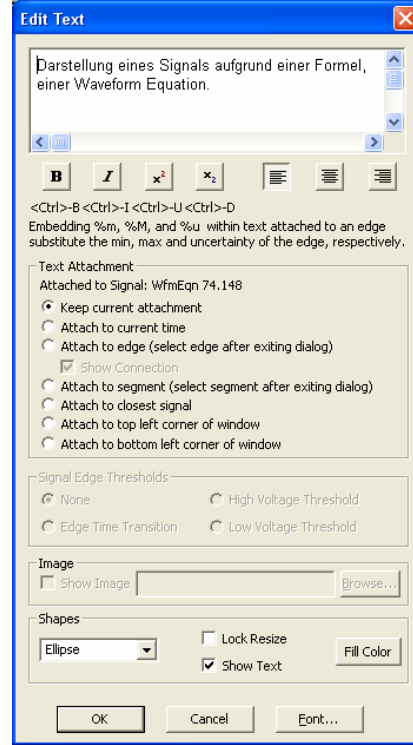 Edit Text
Darstellung eines Signals aufgrund einer Formel,
einer Waveform Equation.
B I x² x₂
<Ctrl>-B <Ctrl>-I <Ctrl>-U <Ctrl>-D
Embedding %m, %M, and %u within text attached to an edge
substitute the min, max and uncertainty of the edge, respectively.
Text Attachment
Attached to Signal: WfmEqn 74.148
Keep current attachment
Attach to current time
Attach to edge (select edge after exiting dialog)
Show Connection
Attach to segment (select segment after exiting dialog)
Attach to closest signal
Attach to top left corner of window
Attach to bottom left corner of window
Signal Edge Thresholds
None High Voltage Threshold
Edge Time Transition Low Voltage Threshold
Image
Show Image Browse...
Shapes
Ellipse Lock Resize
Show Text Fill Color
OK Cancel Font...